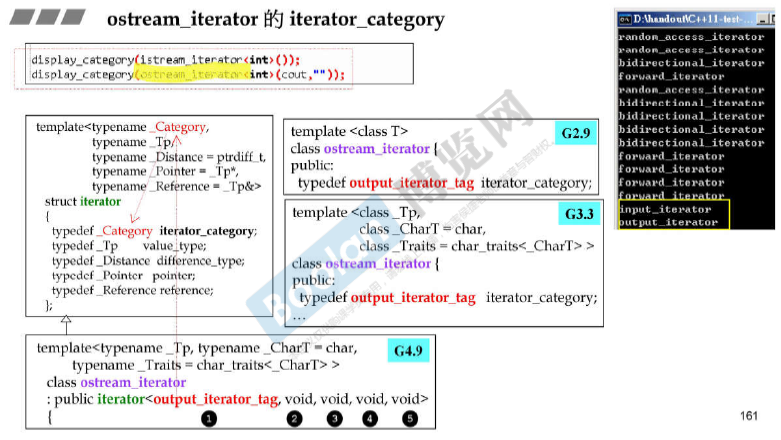 ostream_iterator 的 iterator_category
display_category(istream_iterator<int>());
display_category(ostream_iterator<int>(cout,""));
template<typename _Category,
typename _Tp,
typename _Distance = ptrdiff_t,
typename _Pointer = _Tp*,
typename _Reference = _Tp&>
struct iterator
{
typedef _Category iterator_category;
typedef _Tp value_type;
typedef _Distance difference_type;
typedef _Pointer pointer;
typedef _Reference reference;
};
template<typename _Tp, typename _CharT = char,
typename _Traits = char_traits<_CharT> >
class ostream_iterator
: public iterator<output_iterator_tag, void, void, void, void>
{
1 2 3 4 5
G4.9
template <class T>
class ostream_iterator {
public:
typedef output_iterator_tag iterator_category;
G2.9
template <class _Tp,
class _CharT = char,
class _Traits = char_traits<_CharT> >
class ostream_iterator {
public:
typedef output_iterator_tag iterator_category;
…
G3.3
D:\handout\C++11-test-
random_access_iterator
random_access_iterator
bidirectional_iterator
forward_iterator
random_access_iterator
bidirectional_iterator
bidirectional_iterator
bidirectional_iterator
bidirectional_iterator
forward_iterator
forward_iterator
forward_iterator
forward_iterator
input_iterator
output_iterator
Boolan 博览网
161